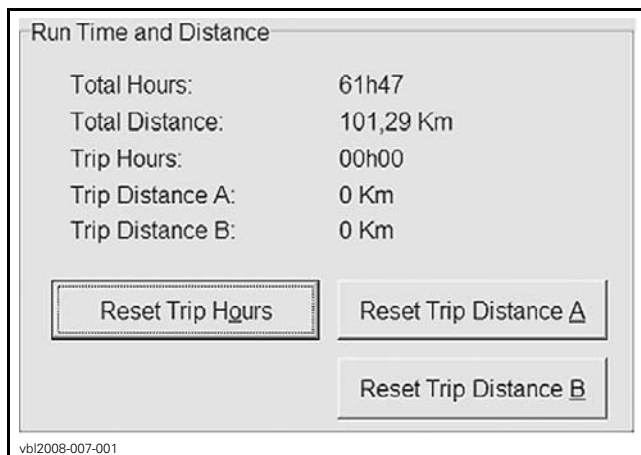 Run Time and Distance
Total Hours: 61h47
Total Distance: 101,29 Km
Trip Hours: 00h00
Trip Distance A: 0 Km
Trip Distance B: 0 Km
Reset Trip Hours Reset Trip Distance A
Reset Trip Distance B
vbl2008-007-001